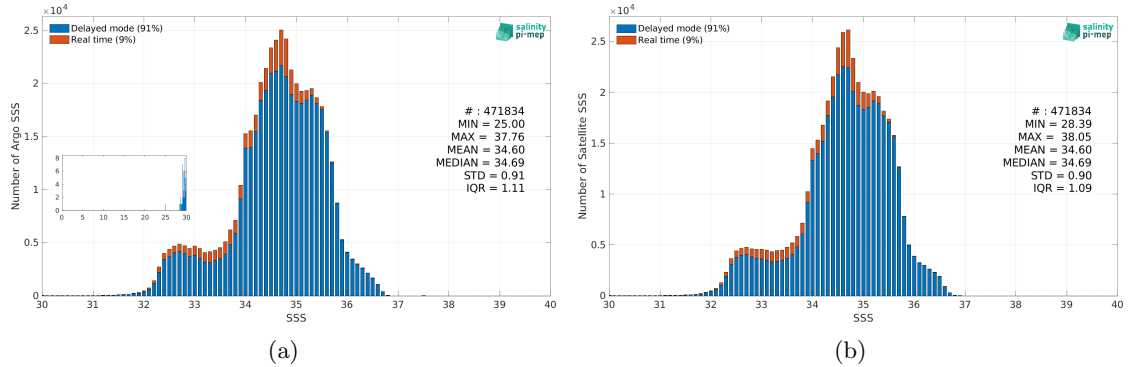 ×10⁴
Delayed mode (91%)
Real time (9%)
salinity
pi-mep
# : 471834
MIN = 25.00
MAX = 37.76
MEAN = 34.60
MEDIAN = 34.69
STD = 0.91
IQR = 1.11
Number of Argo SSS
2.5
2
1.5
1
0.5
0
8
6
4
2
0
0 5 10 15 20 25 30
30 31 32 33 34 35 36 37 38 39 40
SSS
(a)
×10⁴
Delayed mode (91%)
Real time (9%)
salinity
pi-mep
# : 471834
MIN = 28.39
MAX = 38.05
MEAN = 34.60
MEDIAN = 34.69
STD = 0.90
IQR = 1.09
Number of Satellite SSS
2.5
2
1.5
1
0.5
0
30 31 32 33 34 35 36 37 38 39 40
SSS
(b)